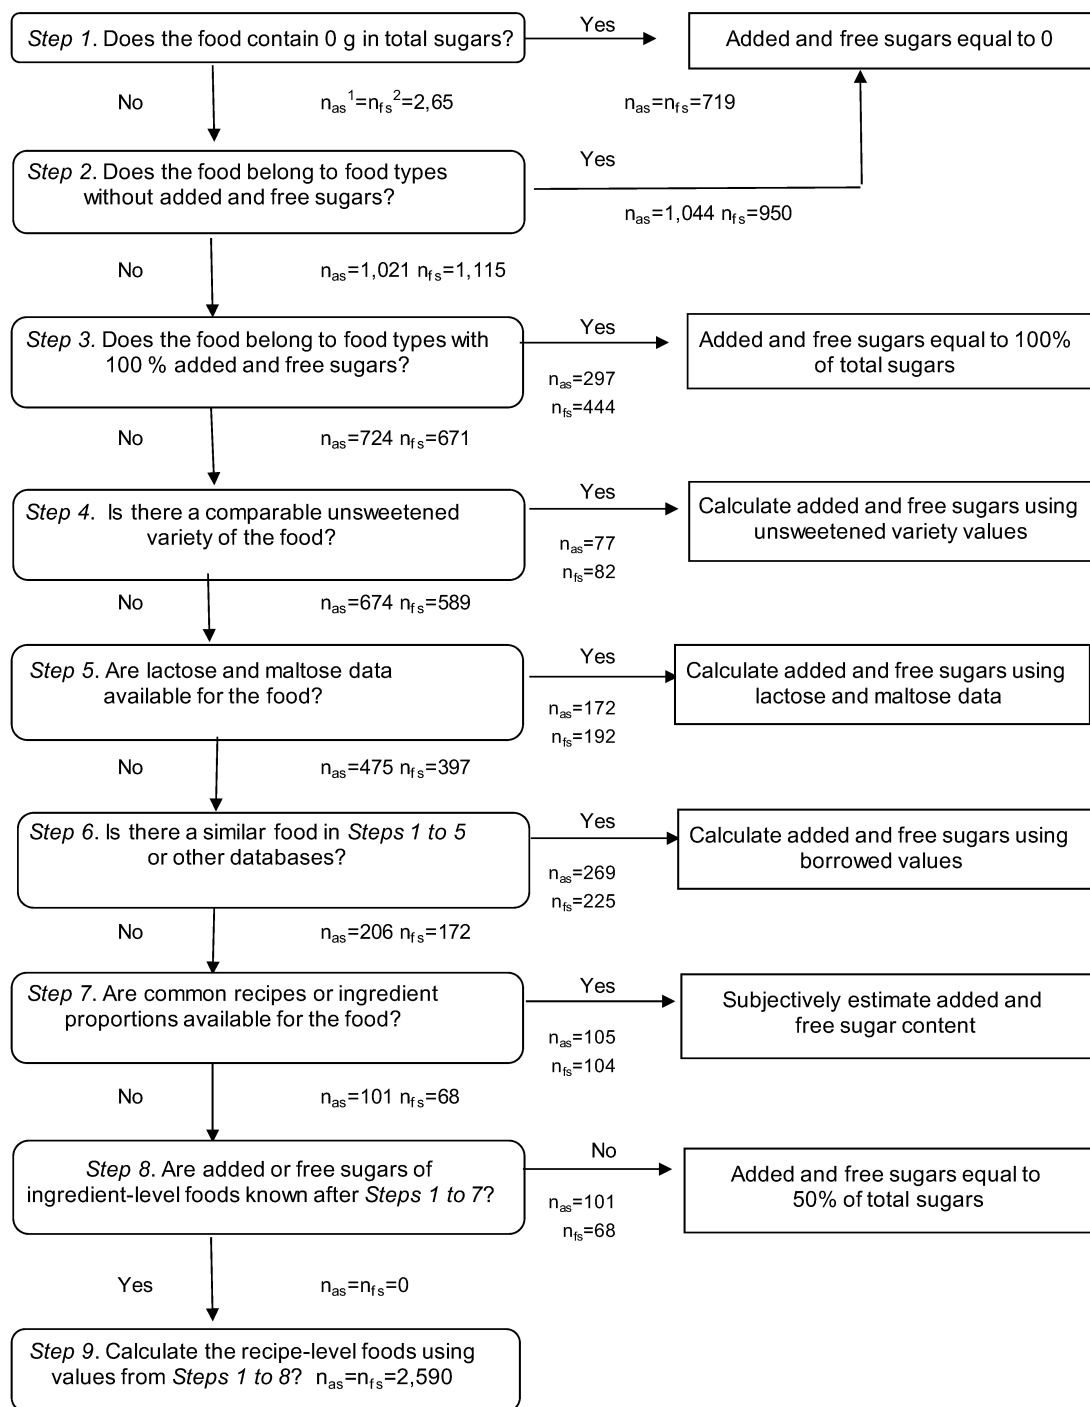 Step 1. Does the food contain 0 g in total sugars?
Yes
Added and free sugars equal to 0
No
nas1=nfs2=2,65
nas=nfs=719
Step 2. Does the food belong to food types
without added and free sugars?
Yes
nas=1,044 nfs=950
No
nas=1,021 nfs=1,115
Step 3. Does the food belong to food types with
100 % added and free sugars?
Yes
nas=297
nfs=444
Added and free sugars equal to 100%
of total sugars
No
nas=724 nfs=671
Step 4. Is there a comparable unsweetened
variety of the food?
Yes
nas=77
nfs=82
Calculate added and free sugars using
unsweetened variety values
No
nas=674 nfs=589
Step 5. Are lactose and maltose data
available for the food?
Yes
nas=172
nfs=192
Calculate added and free sugars using
lactose and maltose data
No
nas=475 nfs=397
Step 6. Is there a similar food in Steps 1 to 5
or other databases?
Yes
nas=269
nfs=225
Calculate added and free sugars using
borrowed values
No
nas=206 nfs=172
Step 7. Are common recipes or ingredient
proportions available for the food?
Yes
nas=105
nfs=104
Subjectively estimate added and
free sugar content
No
nas=101 nfs=68
Step 8. Are added or free sugars of
ingredient-level foods known after Steps 1 to 7?
No
nas=101
nfs=68
Added and free sugars equal to
50% of total sugars
Yes
nas=nfs=0
Step 9. Calculate the recipe-level foods using
values from Steps 1 to 8? nas=nfs=2,590